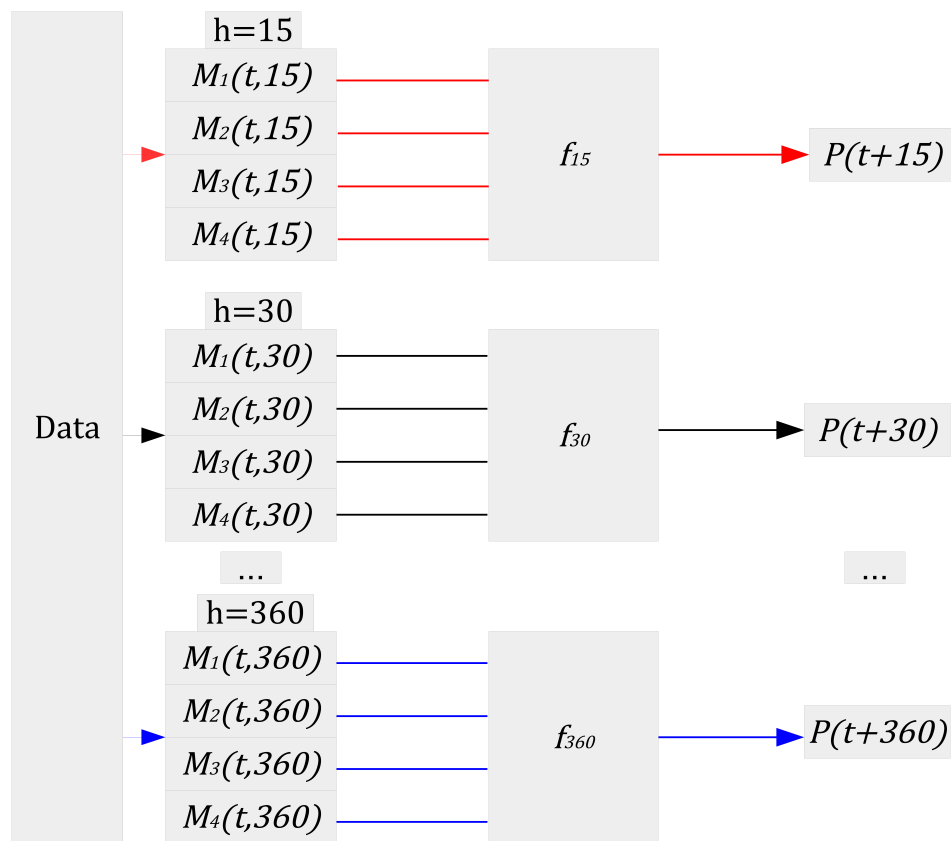 h=15
M₁(t,15)
M₂(t,15)
M₃(t,15)
M₄(t,15)
f₁₅
P(t+15)
h=30
M₁(t,30)
M₂(t,30)
M₃(t,30)
M₄(t,30)
Data
f₃₀
P(t+30)
...
...
h=360
M₁(t,360)
M₂(t,360)
M₃(t,360)
M₄(t,360)
f₃₆₀
P(t+360)